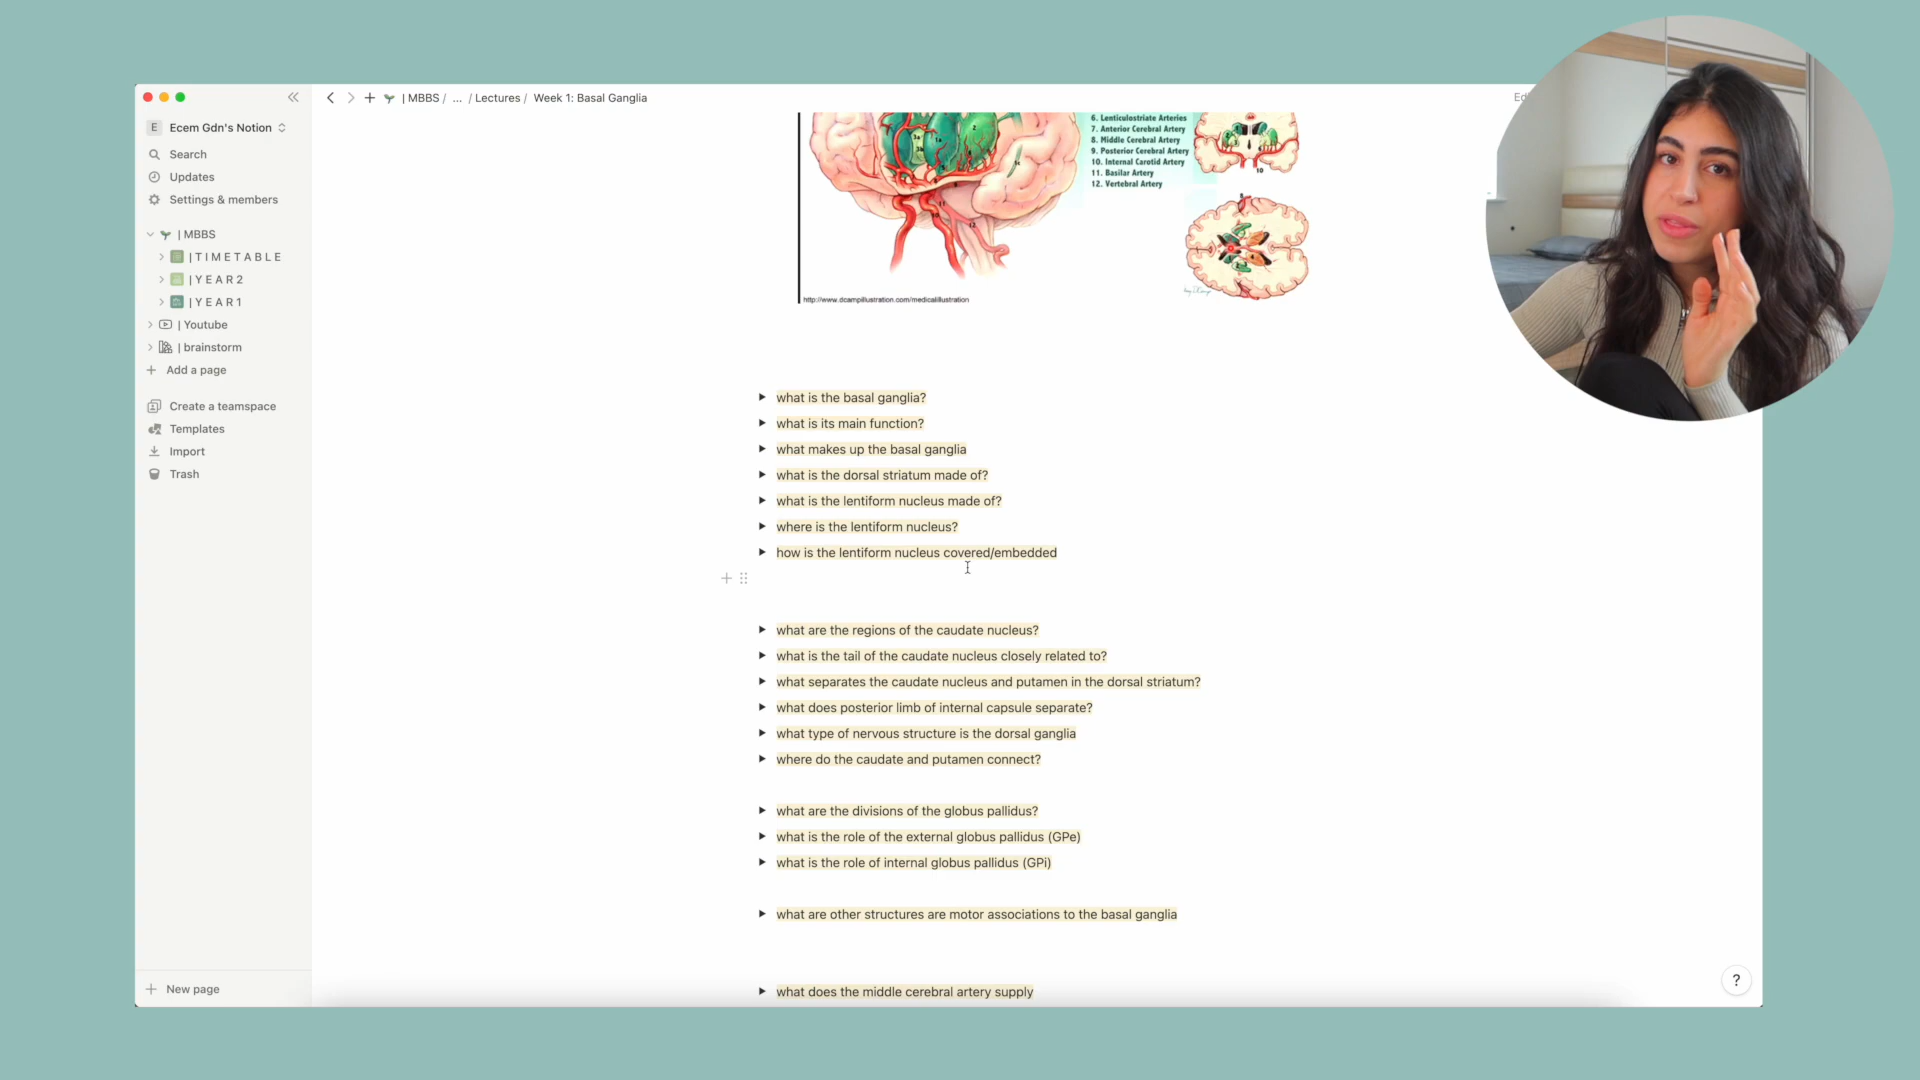 Ecem Gdn's Notion
Search
Updates
Settings & members
| MBBS
| T I M E T A B L E
| Y E A R 2
| Y E A R 1
| Youtube
| brainstorm
Add a page
Create a teamspace
Templates
Import
Trash
New page
| MBBS / ... / Lectures / Week 1: Basal Ganglia
6. Lenticulostriate Arteries
7. Anterior Cerebral Artery
8. Middle Cerebral Artery
9. Posterior Cerebral Artery
10. Internal Carotid Artery
11. Basilar Artery
12. Vertebral Artery
http://www.dcampillustration.com/medicalillustration
what is the basal ganglia?
what is its main function?
what makes up the basal ganglia
what is the dorsal striatum made of?
what is the lentiform nucleus made of?
where is the lentiform nucleus?
how is the lentiform nucleus covered/embedded
what are the regions of the caudate nucleus?
what is the tail of the caudate nucleus closely related to?
what separates the caudate nucleus and putamen in the dorsal striatum?
what does posterior limb of internal capsule separate?
what type of nervous structure is the dorsal ganglia
where do the caudate and putamen connect?
what are the divisions of the globus pallidus?
what is the role of the external globus pallidus (GPe)
what is the role of internal globus pallidus (GPi)
what are other structures are motor associations to the basal ganglia
what does the middle cerebral artery supply
?